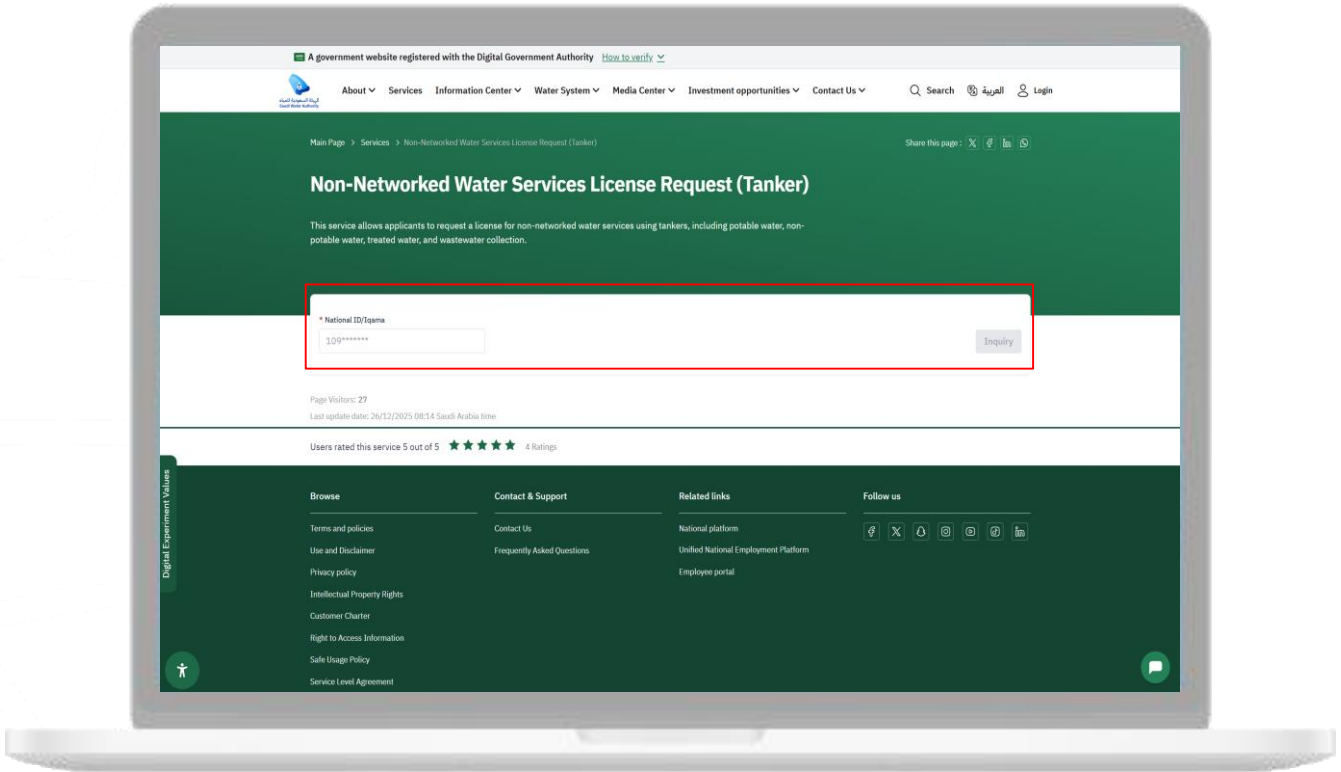 A government website registered with the Digital Government Authority How to verify
الهيئة السعودية للمياه
Saudi Water Authority
About Services Information Center Water System Media Center Investment opportunities Contact Us Search العربية Login
Main Page > Services > Non-Networked Water Services License Request (Tanker)
Share this page :
Non-Networked Water Services License Request (Tanker)
This service allows applicants to request a license for non-networked water services using tankers, including potable water, non-
potable water, treated water, and wastewater collection.
* National ID/Iqama
109*******
Inquiry
Page Visitors: 27
Last update date: 26/12/2025 08:14 Saudi Arabia time
Users rated this service 5 out of 5 4 Ratings
Digital Experiment Values
Browse
Terms and policies
Use and Disclaimer
Privacy policy
Intellectual Property Rights
Customer Charter
Right to Access Information
Safe Usage Policy
Service Level Agreement
Contact & Support
Contact Us
Frequently Asked Questions
Related links
National platform
Unified National Employment Platform
Employee portal
Follow us